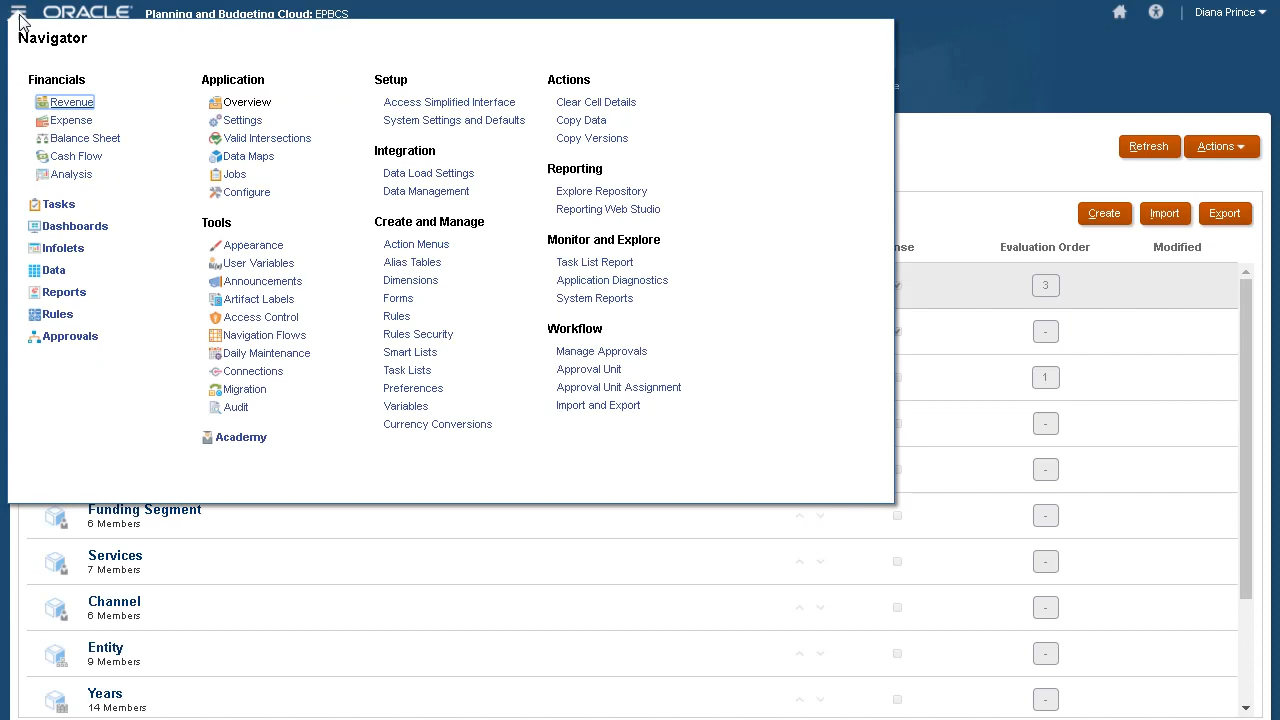 ORACLE Planning and Budgeting Cloud: EPBCS
Diana Prince
Navigator
Financials
Revenue
Expense
Balance Sheet
Cash Flow
Analysis
Tasks
Dashboards
Infolets
Data
Reports
Rules
Approvals
Application
Overview
Settings
Valid Intersections
Data Maps
Jobs
Configure
Tools
Appearance
User Variables
Announcements
Artifact Labels
Access Control
Navigation Flows
Daily Maintenance
Connections
Migration
Audit
Academy
Setup
Access Simplified Interface
System Settings and Defaults
Integration
Data Load Settings
Data Management
Create and Manage
Action Menus
Alias Tables
Dimensions
Forms
Rules
Rules Security
Smart Lists
Task Lists
Preferences
Variables
Currency Conversions
Actions
Clear Cell Details
Copy Data
Copy Versions
Reporting
Explore Repository
Reporting Web Studio
Monitor and Explore
Task List Report
Application Diagnostics
System Reports
Workflow
Manage Approvals
Approval Unit
Approval Unit Assignment
Import and Export
Refresh Actions
Create Import Export
nse Evaluation Order Modified
3
-
1
-
-
Funding Segment
6 Members
-
Services
7 Members
-
Channel
6 Members
-
Entity
9 Members
-
Years
14 Members
-